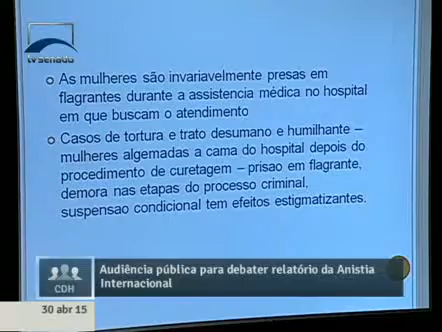 tv senado
o As mulheres são invariavelmente presas em
flagrantes durante a assistencia médica no hospital
em que buscam o atendimento
o Casos de tortura e trato desumano e humilhante –
mulheres algemadas a cama do hospital depois do
procedimento de curetagem – prisao em flagrante,
demora nas etapas do processo criminal,
suspensao condicional tem efeitos estigmatizantes.
CDH
Audiência pública para debater relatório da Anistia
Internacional
30 abr 15